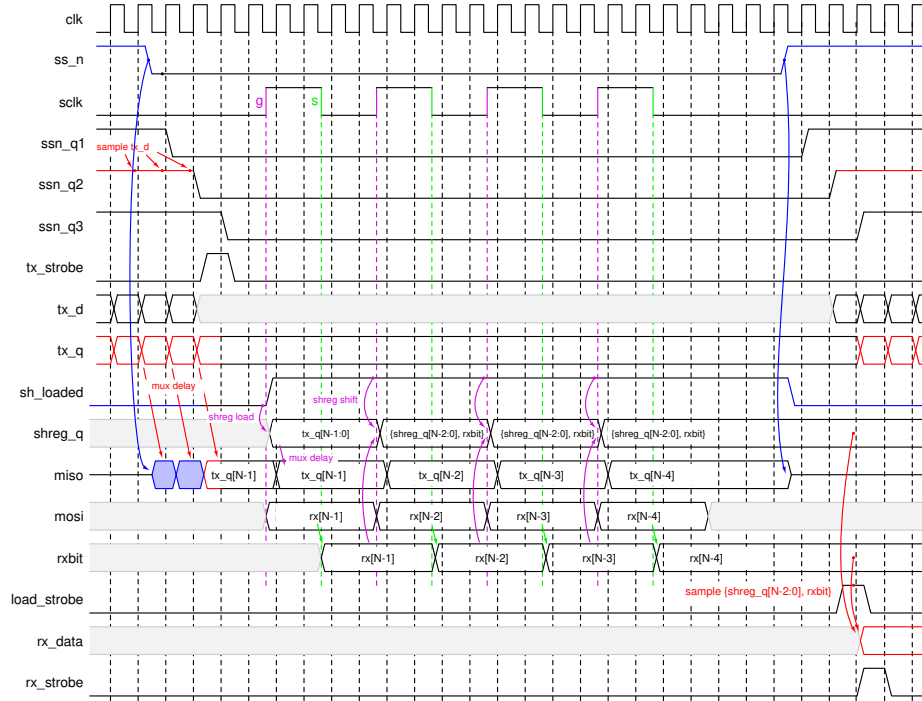 clk
ss_n
sclk
g
s
ssn_q1
sample tx_d
ssn_q2
ssn_q3
tx_strobe
tx_d
tx_q
mux delay
sh_loaded
shreg shift
shreg load
shreg_q
tx_q[N-1:0]
{shreg_q[N-2:0], rxbit}
{shreg_q[N-2:0], rxbit}
{shreg_q[N-2:0], rxbit}
mux delay
miso
tx_q[N-1]
tx_q[N-1]
tx_q[N-2]
tx_q[N-3]
tx_q[N-4]
mosi
rx[N-1]
rx[N-2]
rx[N-3]
rx[N-4]
rxbit
rx[N-1]
rx[N-2]
rx[N-3]
rx[N-4]
load_strobe
sample {shreg_q[N-2:0], rxbit}
rx_data
rx_strobe